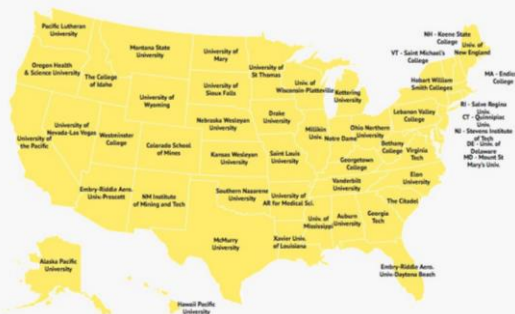 Pacific Lutheran
University
Montana State
University
University of
Mary
University of
St Thomas
NH - Keene State
College
VT - Saint Michael's
College
Univ. of
New England
Oregon Health
& Science University
The College
of Idaho
University of
Sioux Falls
Univ. of
Wisconsin-Platteville
Kettering
University
Hobart William
Smith Colleges
MA - Endic
College
University of
Wyoming
Nebraska Wesleyan
University
Drake
University
Lebanon Valley
College
RI - Salve Regina
Univ.
CT - Quinnipiac
Univ.
NJ - Stevens Institute
of Tech
DE - Univ. of
Delaware
MD - Mount St
Mary's Univ.
University of
the Pacific
University of
Nevada-Las Vegas
Westminster
College
Colorado School
of Mines
Kansas Wesleyan
University
Saint Louis
University
Millikin
Univ.
Notre Dame
Ohio Northern
University
Bethany
College
Virginia
Tech
Georgetown
College
Vanderbilt
University
Elon
University
Embry-Riddle Aero.
Univ-Prescott
NM Institute
of Mining and Tech
Southern Nazarene
University
University of
AR for Medical Sci.
The Citadel
Univ. of
Mississippi
Auburn
University
Georgia
Tech
McMurry
University
Xavier Univ.
of Louisiana
Alaska Pacific
University
Hawaii Pacific
University
Embry-Riddle Aero.
Univ-Daytona Beach